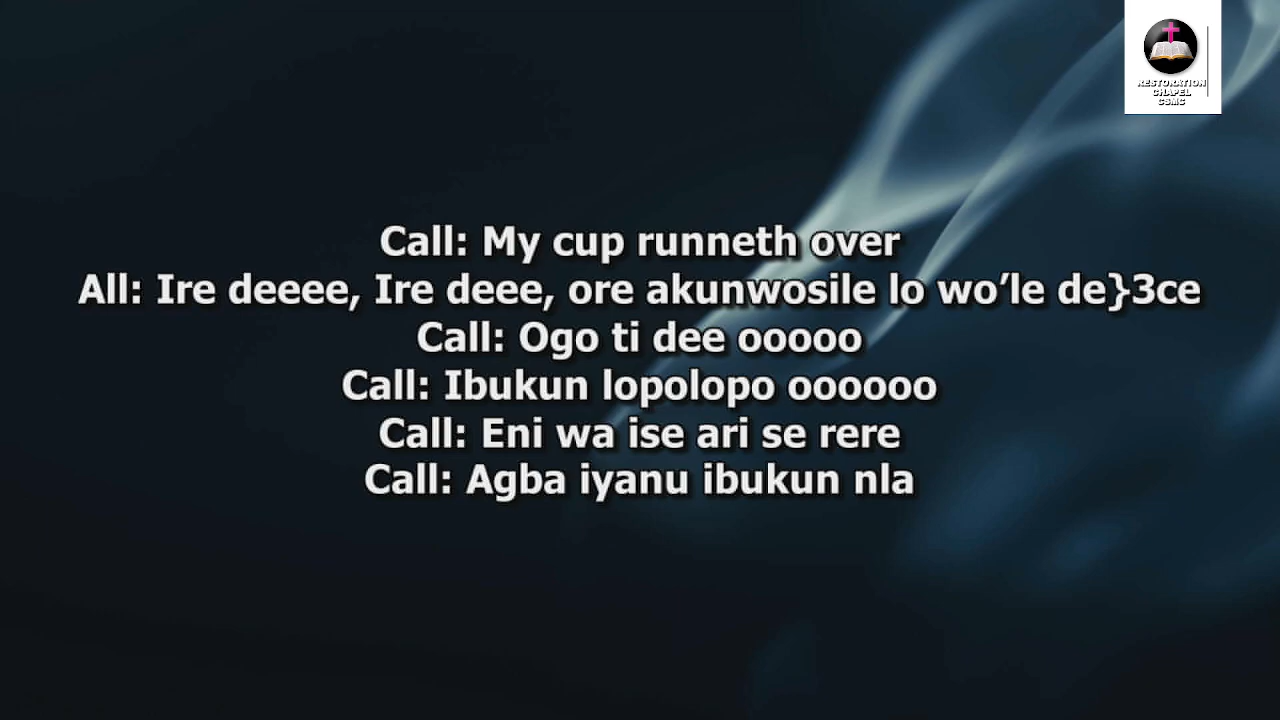 RESTORATION
CHAPEL
CSMC
Call: My cup runneth over
All: Ire deeee, Ire deee, ore akunwosile lo wo’le de}3ce
Call: Ogo ti dee ooooo
Call: Ibukun lopolopo oooooo
Call: Eni wa ise ari se rere
Call: Agba iyanu ibukun nla